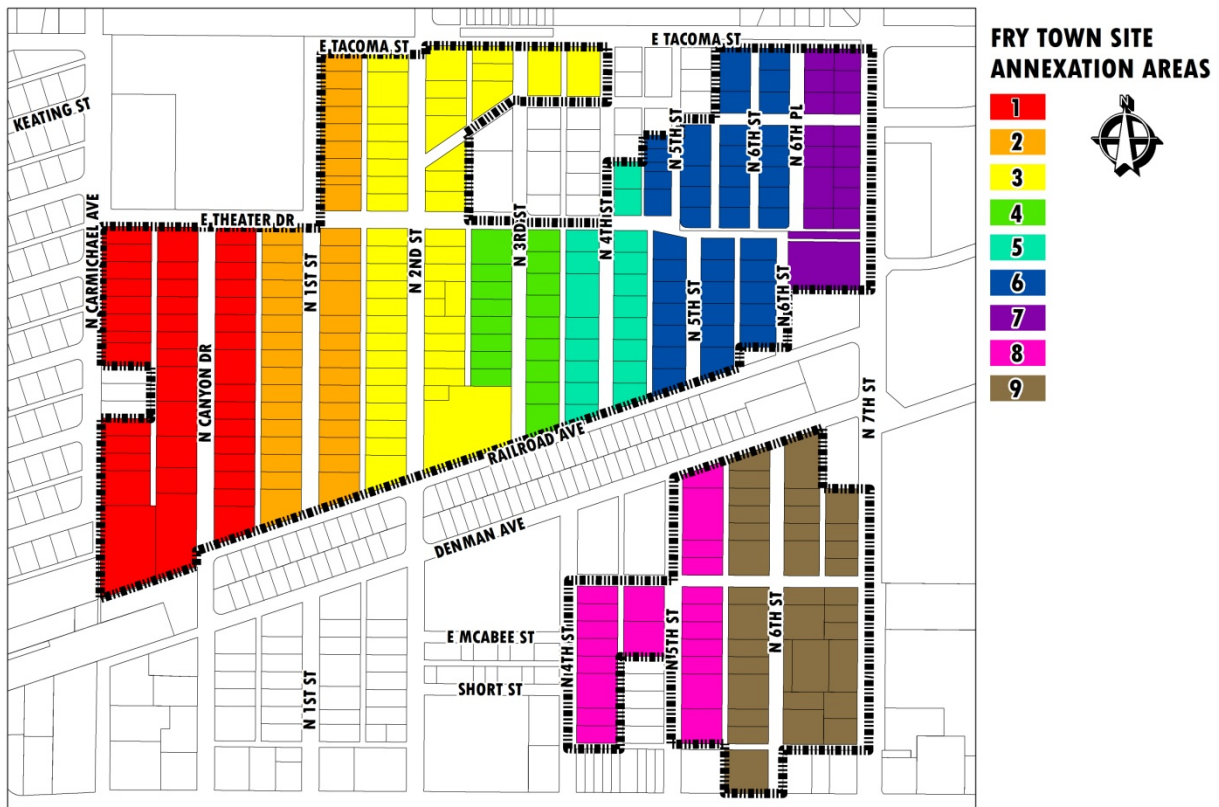 FRY TOWN SITE
ANNEXATION AREAS
N
1
2
3
4
5
6
7
8
9
E TACOMA ST
E TACOMA ST
KEATING ST
N CARMICHAEL AVE
E THEATER DR
N CANYON DR
N 1ST ST
N 2ND ST
N 3RD ST
N 4TH ST
N 5TH ST
N 6TH ST
N 6TH PL
N 5TH ST
N 6TH ST
N 7TH ST
RAILROAD AVE
DENMAN AVE
E MCABEE ST
SHORT ST
N 1ST ST
N 4TH ST
N 5TH ST
N 6TH ST